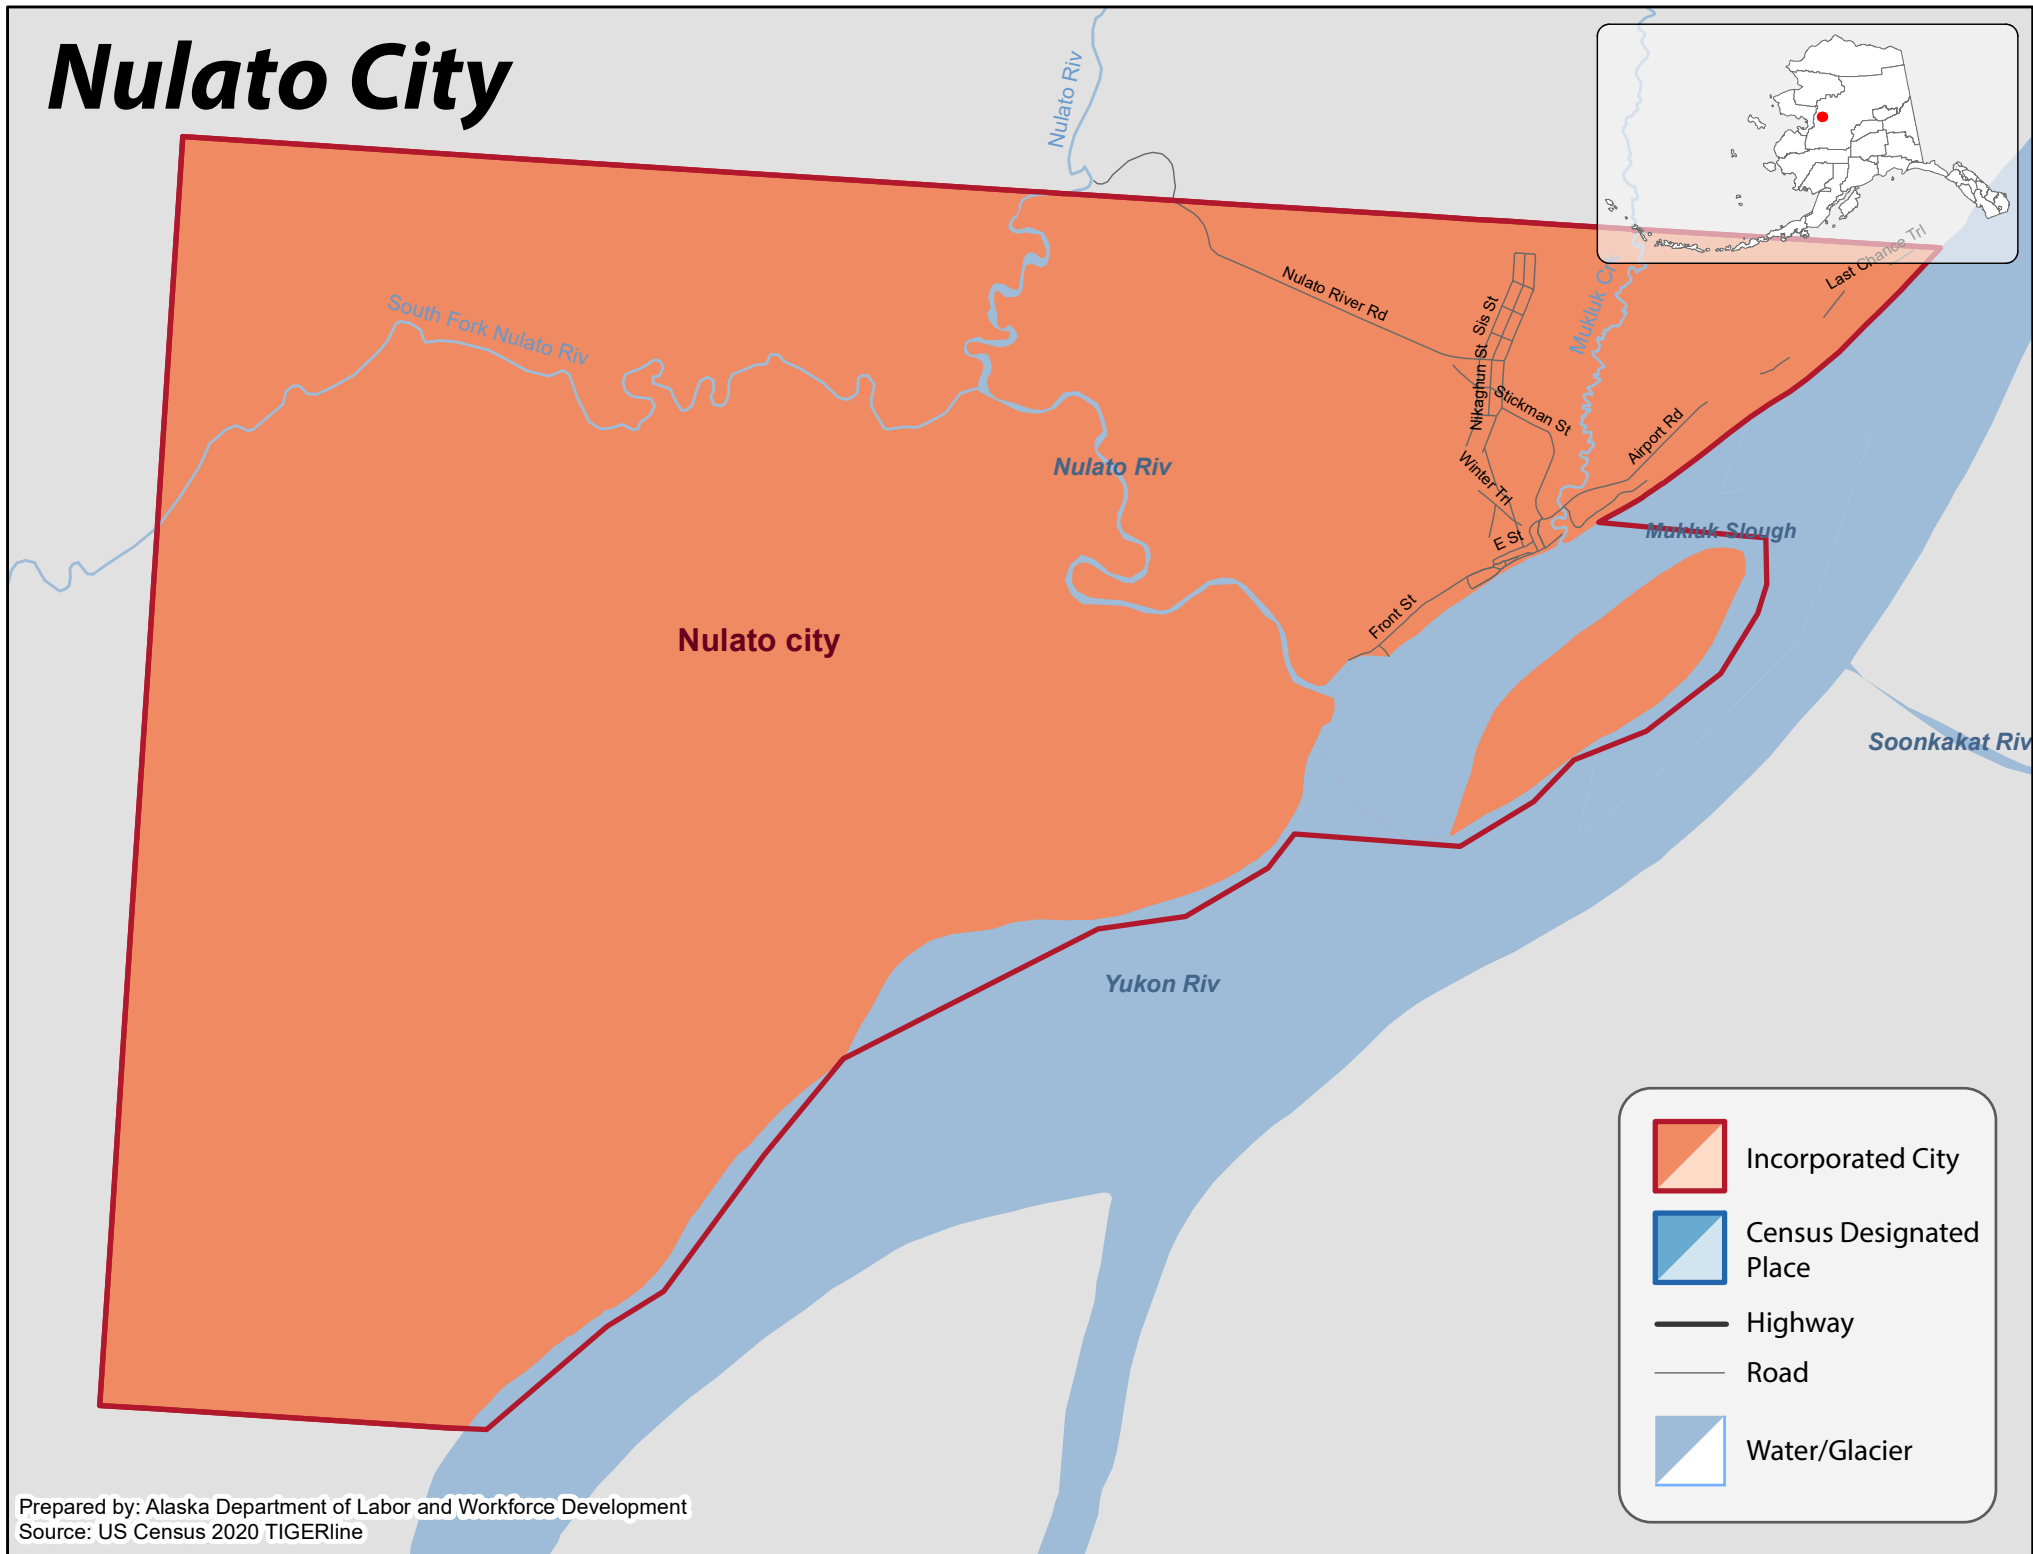 Nulato City
Nulato Riv
Last Chance Trl
Nulato River Rd
Sis St
Mukluk Crk
South Fork Nulato Riv
Nikaghun St
Stickman St
Airport Rd
Nulato Riv
Winter Trl
Mukluk Slough
E St
Front St
Nulato city
Soonkakat Riv
Yukon Riv
Incorporated City
Census Designated
Place
Highway
Road
Water/Glacier
Prepared by: Alaska Department of Labor and Workforce Development
Source: US Census 2020 TIGERline